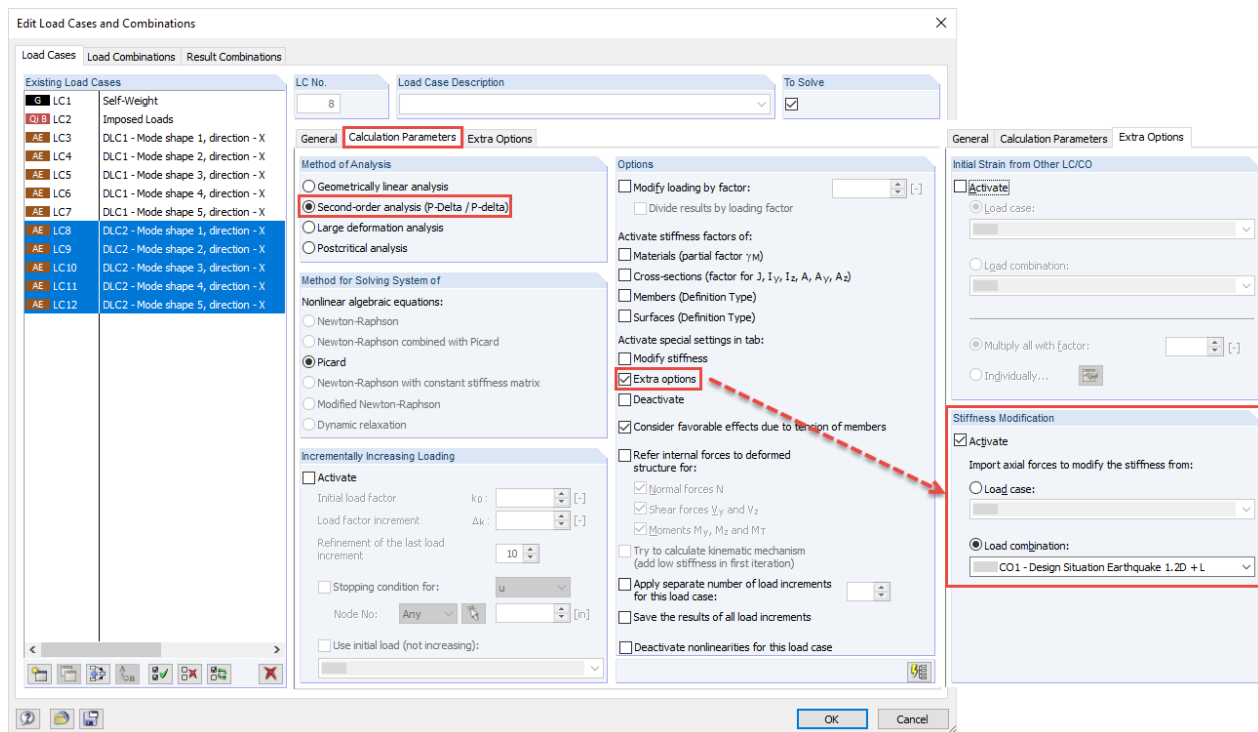 Edit Load Cases and Combinations
Load Cases
Load Combinations
Result Combinations
Existing Load Cases
G LC1 Self-Weight
Qi B LC2 Imposed Loads
AE LC3 DLC1 - Mode shape 1, direction - X
AE LC4 DLC1 - Mode shape 2, direction - X
AE LC5 DLC1 - Mode shape 3, direction - X
AE LC6 DLC1 - Mode shape 4, direction - X
AE LC7 DLC1 - Mode shape 5, direction - X
AE LC8 DLC2 - Mode shape 1, direction - X
AE LC9 DLC2 - Mode shape 2, direction - X
AE LC10 DLC2 - Mode shape 3, direction - X
AE LC11 DLC2 - Mode shape 4, direction - X
AE LC12 DLC2 - Mode shape 5, direction - X
LC No.
8
Load Case Description
To Solve
General
Calculation Parameters
Extra Options
Method of Analysis
Geometrically linear analysis
Second-order analysis (P-Delta / P-delta)
Large deformation analysis
Postcritical analysis
Method for Solving System of
Nonlinear algebraic equations:
Newton-Raphson
Newton-Raphson combined with Picard
Picard
Newton-Raphson with constant stiffness matrix
Modified Newton-Raphson
Dynamic relaxation
Incrementally Increasing Loading
Activate
Initial load factor k0 : [-]
Load factor increment Δk : [-]
Refinement of the last load
increment 10
Stopping condition for: u
Node No: Any [in]
Use initial load (not increasing):
Options
Modify loading by factor: [-]
Divide results by loading factor
Activate stiffness factors of:
Materials (partial factor γM)
Cross-sections (factor for J, Iy, Iz, A, Ay, Az)
Members (Definition Type)
Surfaces (Definition Type)
Activate special settings in tab:
Modify stiffness
Extra options
Deactivate
Consider favorable effects due to tension of members
Refer internal forces to deformed
structure for:
Normal forces N
Shear forces Vy and Vz
Moments My, Mz and MT
Try to calculate kinematic mechanism
(add low stiffness in first iteration)
Apply separate number of load increments
for this load case:
Save the results of all load increments
Deactivate nonlinearities for this load case
General
Calculation Parameters
Extra Options
Initial Strain from Other LC/CO
Activate
Load case:
Load combination:
Multiply all with factor: [-]
Individually...
Stiffness Modification
Activate
Import axial forces to modify the stiffness from:
Load case:
Load combination:
CO1 - Design Situation Earthquake 1.2D + L
OK
Cancel